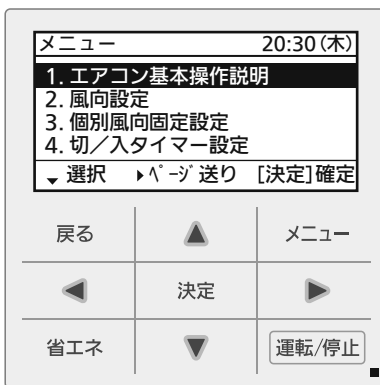 メニュー 20:30(木)
1. エアコン基本操作説明
2. 風向設定
3. 個別風向固定設定
4. 切／入タイマー設定
選択 ページ送り [決定]確定
戻る メニュー
決定
省エネ 運転/停止